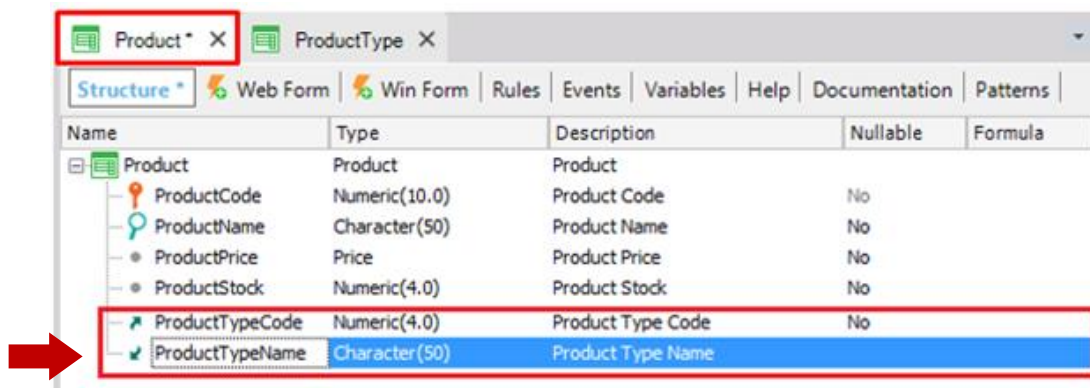 Product* X ProductType X
Structure * Web Form Win Form Rules Events Variables Help Documentation Patterns
Name Type Description Nullable Formula
Product Product Product
ProductCode Numeric(10.0) Product Code No
ProductName Character(50) Product Name No
ProductPrice Price Product Price No
ProductStock Numeric(4.0) Product Stock No
ProductTypeCode Numeric(4.0) Product Type Code No
ProductTypeName Character(50) Product Type Name